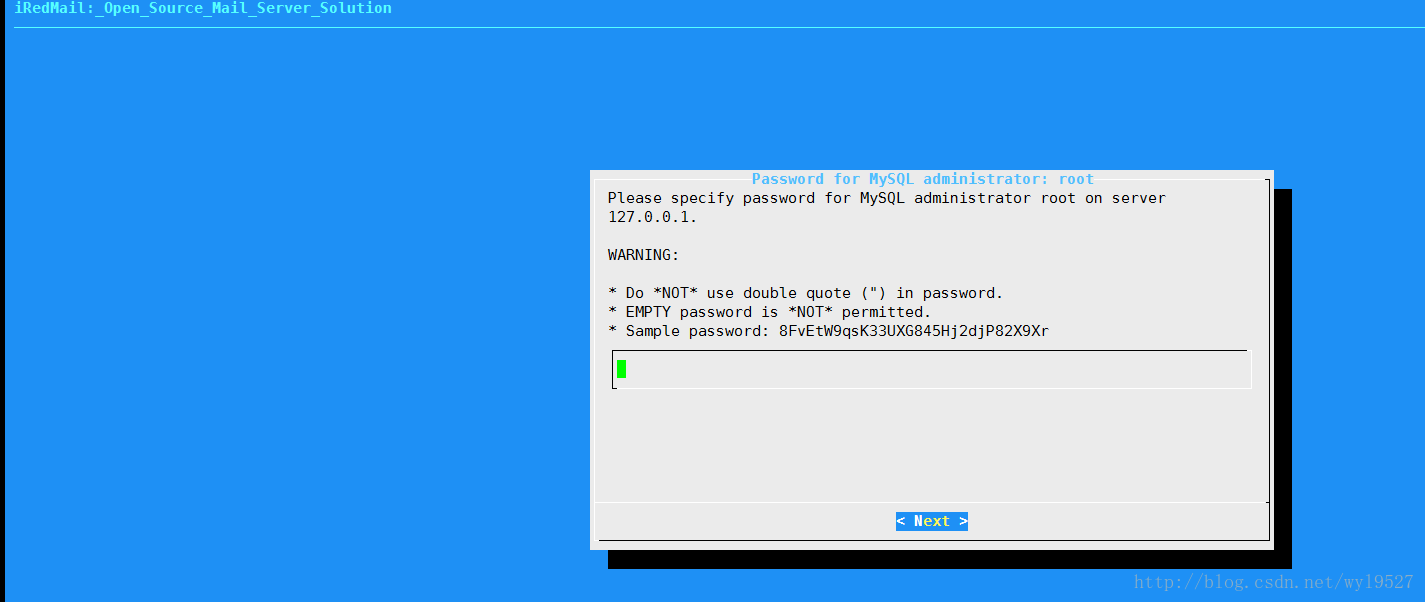 iRedMail:_Open_Source_Mail_Server_Solution
Password for MySQL administrator: root
Please specify password for MySQL administrator root on server
127.0.0.1.
WARNING:
* Do *NOT* use double quote (") in password.
* EMPTY password is *NOT* permitted.
* Sample password: 8FvEtW9qsK33UXG845Hj2djP82X9Xr
< Next >
http://blog.csdn.net/wyl9527